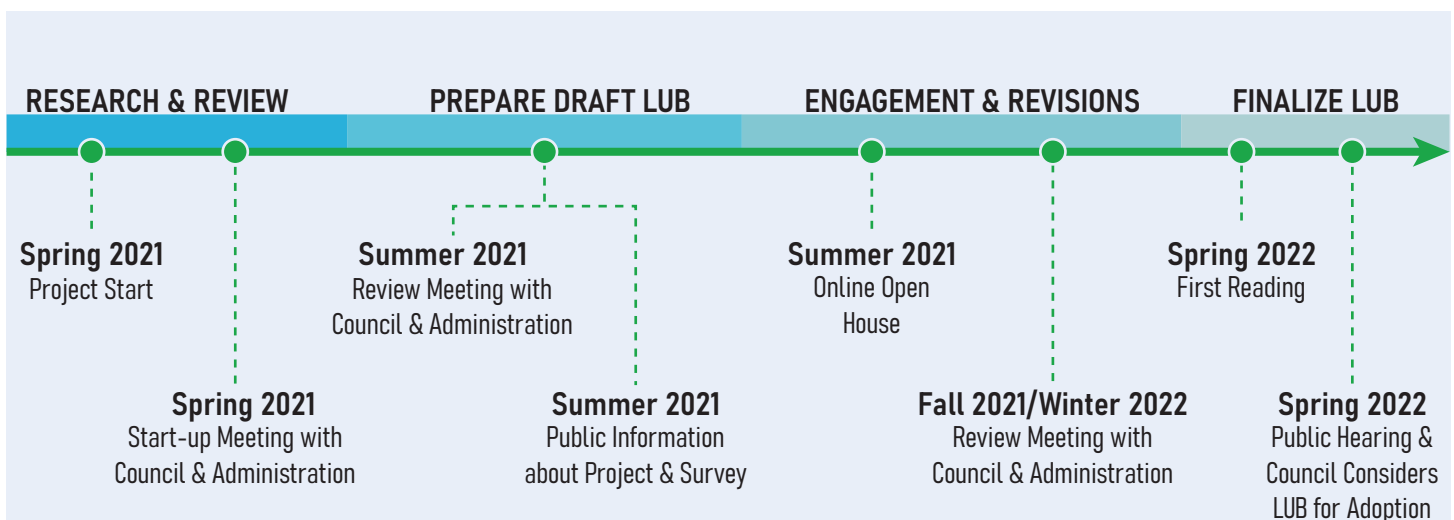 RESEARCH & REVIEW
PREPARE DRAFT LUB
ENGAGEMENT & REVISIONS
FINALIZE LUB
Spring 2021
Project Start
Spring 2021
Start-up Meeting with
Council & Administration
Summer 2021
Review Meeting with
Council & Administration
Summer 2021
Public Information
about Project & Survey
Summer 2021
Online Open
House
Fall 2021/Winter 2022
Review Meeting with
Council & Administration
Spring 2022
First Reading
Spring 2022
Public Hearing &
Council Considers
LUB for Adoption